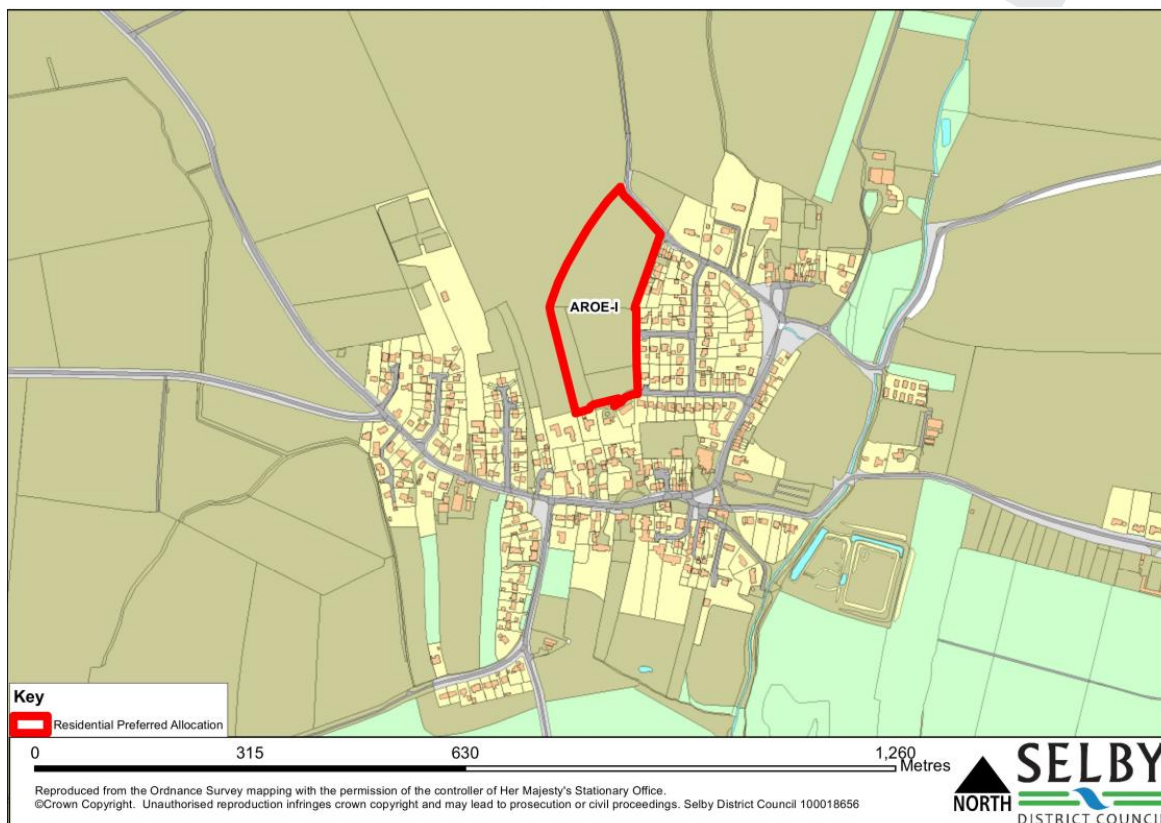 AROE-I
Key
Residential Preferred Allocation
0 315 630 1,260
Metres
Reproduced from the Ordnance Survey mapping with the permission of the controller of Her Majesty's Stationary Office.
©Crown Copyright. Unauthorised reproduction infringes crown copyright and may lead to prosecution or civil proceedings. Selby District Council 100018656
NORTH
SELBY
DISTRICT COUNCIL